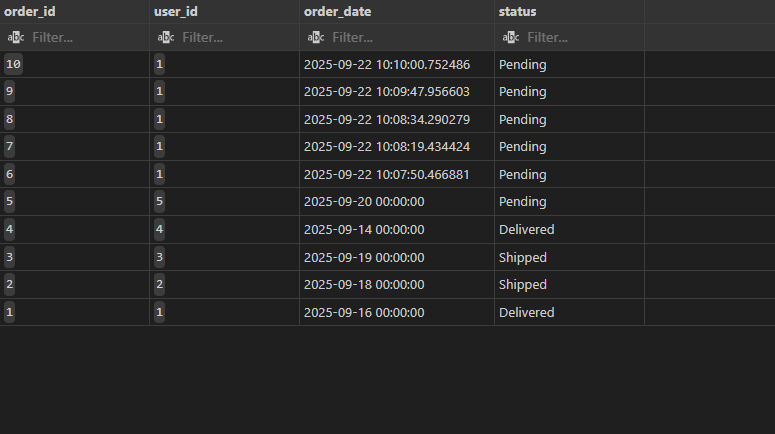 order_id user_id order_date status
abc Filter... abc Filter... abc Filter... abc Filter...
10 1 2025-09-22 10:10:00.752486 Pending
9 1 2025-09-22 10:09:47.956603 Pending
8 1 2025-09-22 10:08:34.290279 Pending
7 1 2025-09-22 10:08:19.434424 Pending
6 1 2025-09-22 10:07:50.466881 Pending
5 5 2025-09-20 00:00:00 Pending
4 4 2025-09-14 00:00:00 Delivered
3 3 2025-09-19 00:00:00 Shipped
2 2 2025-09-18 00:00:00 Shipped
1 1 2025-09-16 00:00:00 Delivered